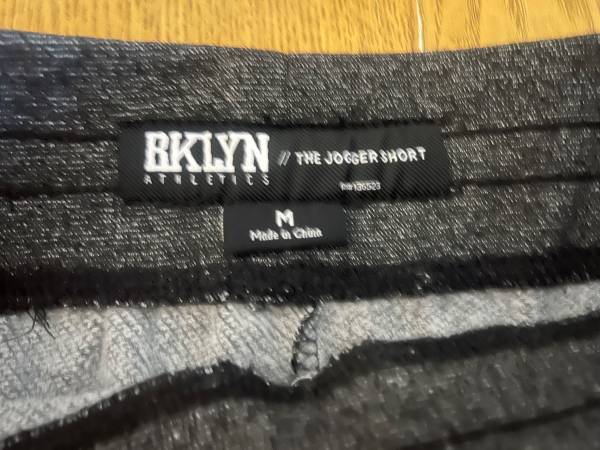 BKLYN // THE JOGGER SHORT
ATHLETICS
M
Made in China